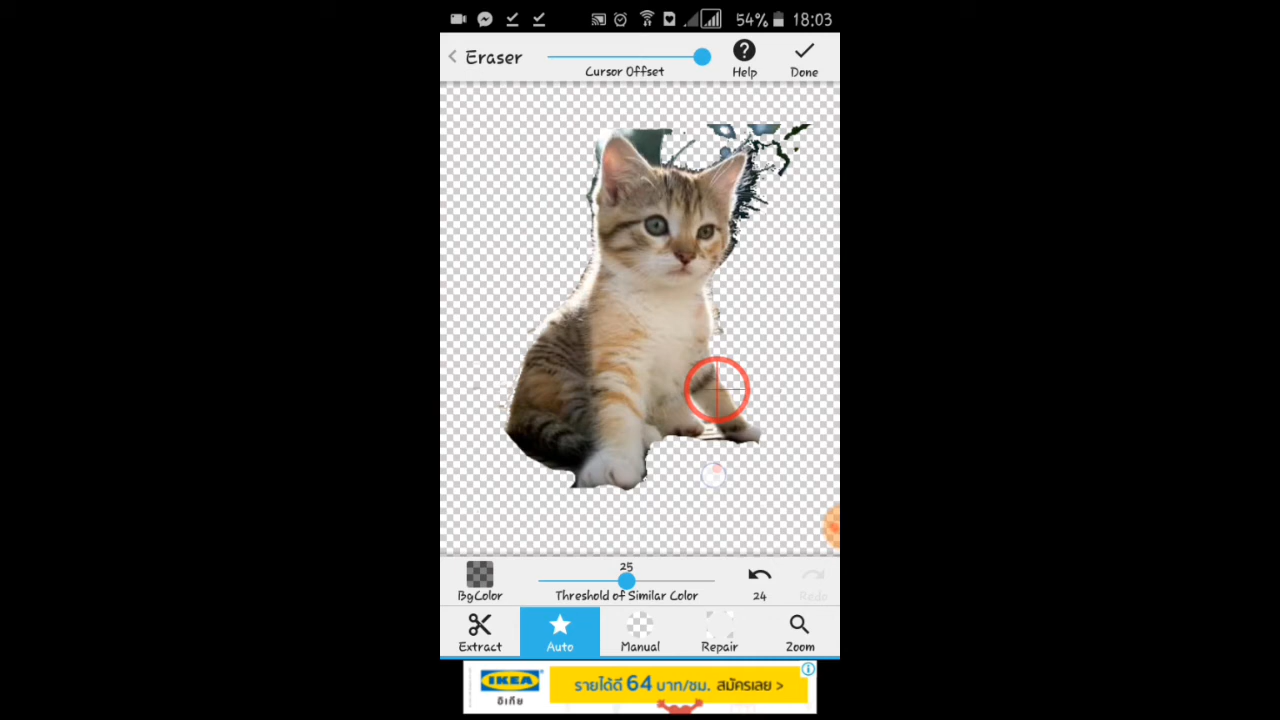 54% 18:03
Eraser
Cursor Offset
Help
Done
25
BgColor
Threshold of Similar Color
24
Redo
Extract
Auto
Manual
Repair
Zoom
IKEA
อิเกีย
รายได้ดี 64 บาท/ชม. สมัครเลย >